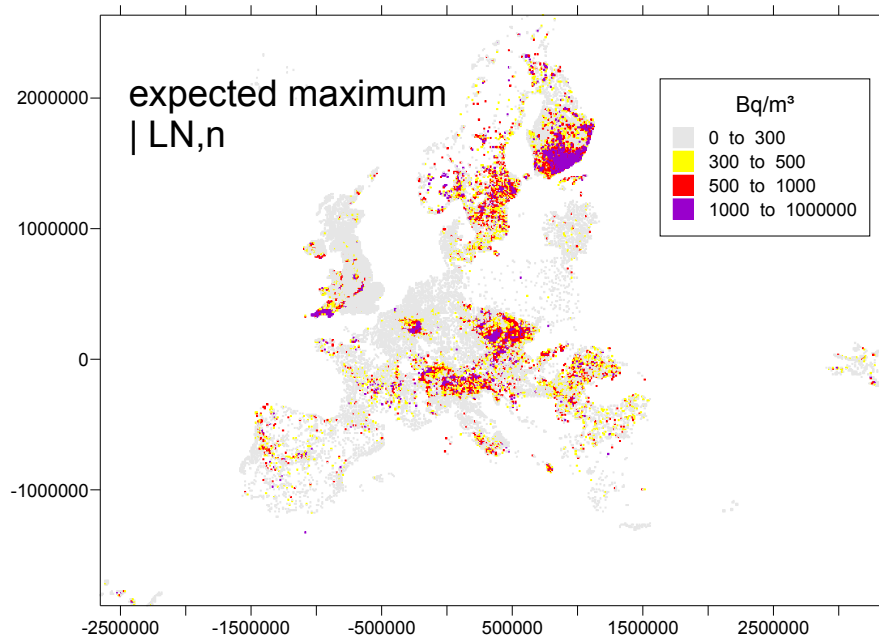 expected maximum
| LN,n
Bq/m³
0 to 300
300 to 500
500 to 1000
1000 to 1000000
2000000
1000000
0
-1000000
-2500000
-1500000
-500000
500000
1500000
2500000